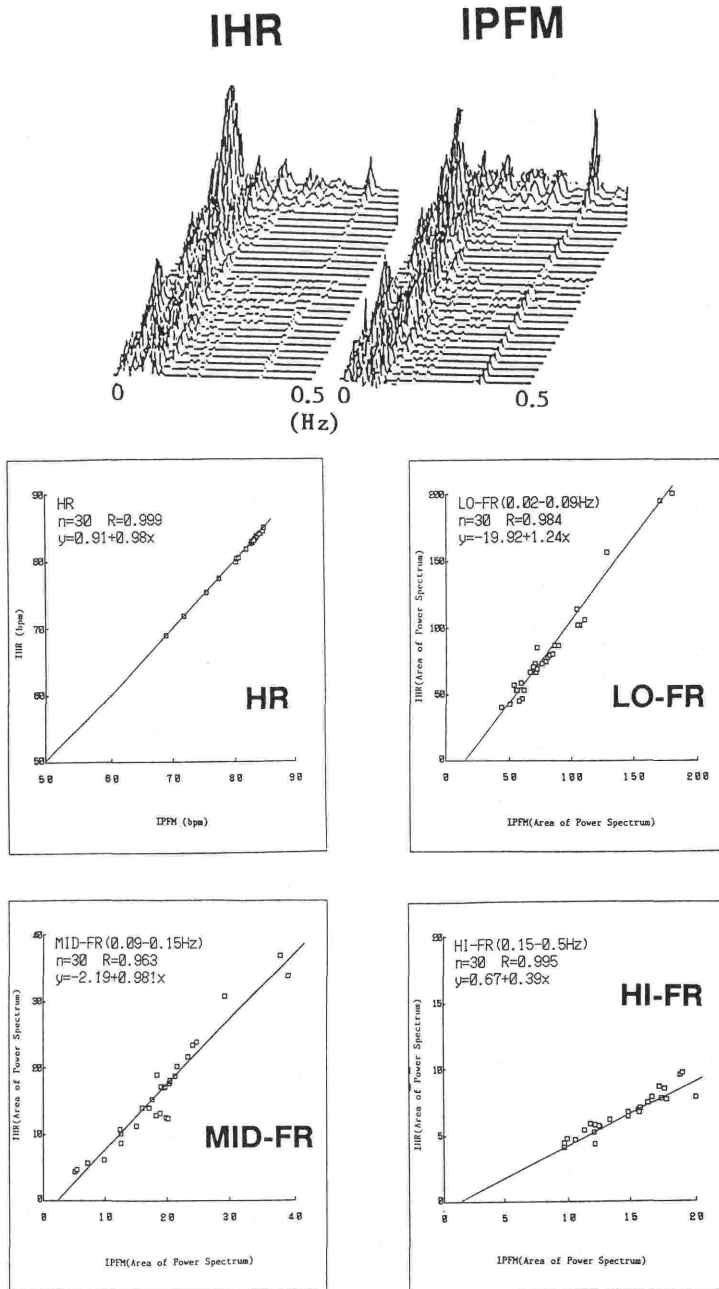 IHR IPFM
0 0.5 0 0.5
(Hz)
HR
n=30 R=0.999
y=0.91+0.98x
90
80
70
60
50
IHR (bpm)
HR
50 60 70 80 90
IPFM (bpm)
LO-FR(0.02-0.09Hz)
n=30 R=0.984
y=-19.92+1.24x
200
150
100
50
0
IHR(Area of Power Spectrum)
LO-FR
0 50 100 150 200
IPFM(Area of Power Spectrum)
MID-FR(0.09-0.15Hz)
n=30 R=0.963
y=-2.19+0.981x
40
30
20
10
0
IHR(Area of Power Spectrum)
MID-FR
0 10 20 30 40
IPFM(Area of Power Spectrum)
HI-FR(0.15-0.5Hz)
n=30 R=0.995
y=0.67+0.39x
20
15
10
5
0
IHR(Area of Power Spectrum)
HI-FR
0 5 10 15 20
IPFM(Area of Power Spectrum)